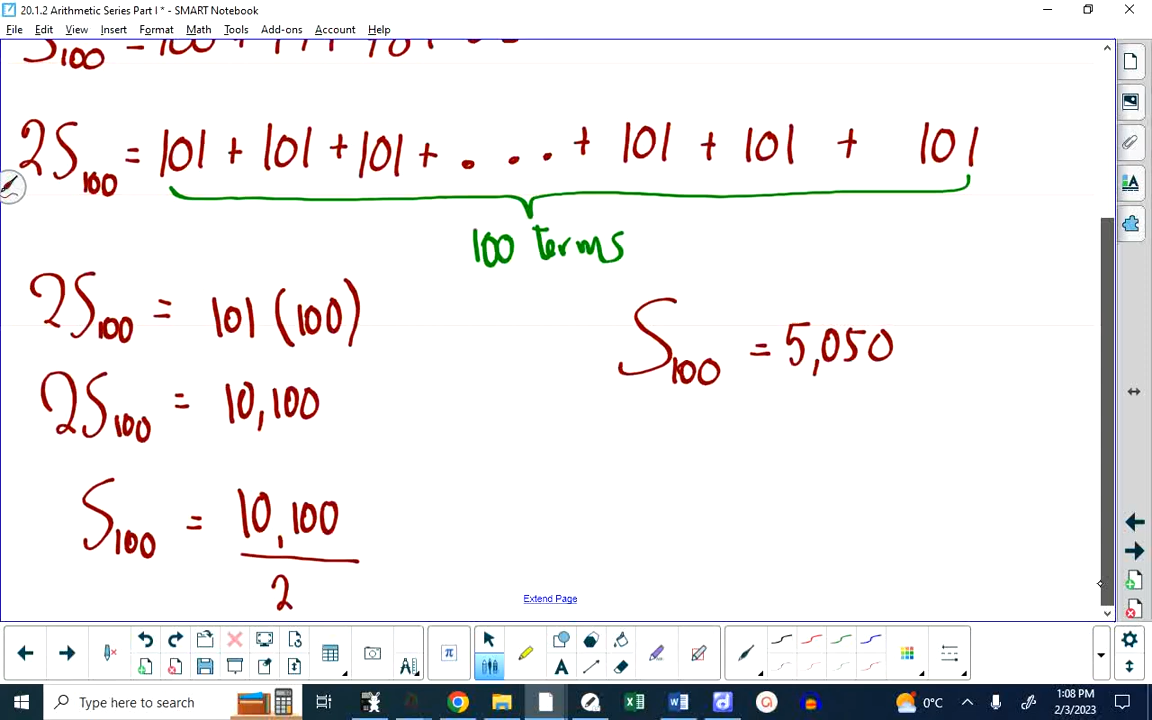 20.1.2 Arithmetic Series Part I * - SMART Notebook
File Edit View Insert Format Math Tools Add-ons Account Help
2S₁₀₀ = 101 + 101 + 101 + . . . + 101 + 101 + 101
100 terms
2S₁₀₀ = 101 (100)
S₁₀₀ = 5,050
2S₁₀₀ = 10,100
S₁₀₀ = 10,100
2
Extend Page
Type here to search
0°C
1:08 PM
2/3/2023